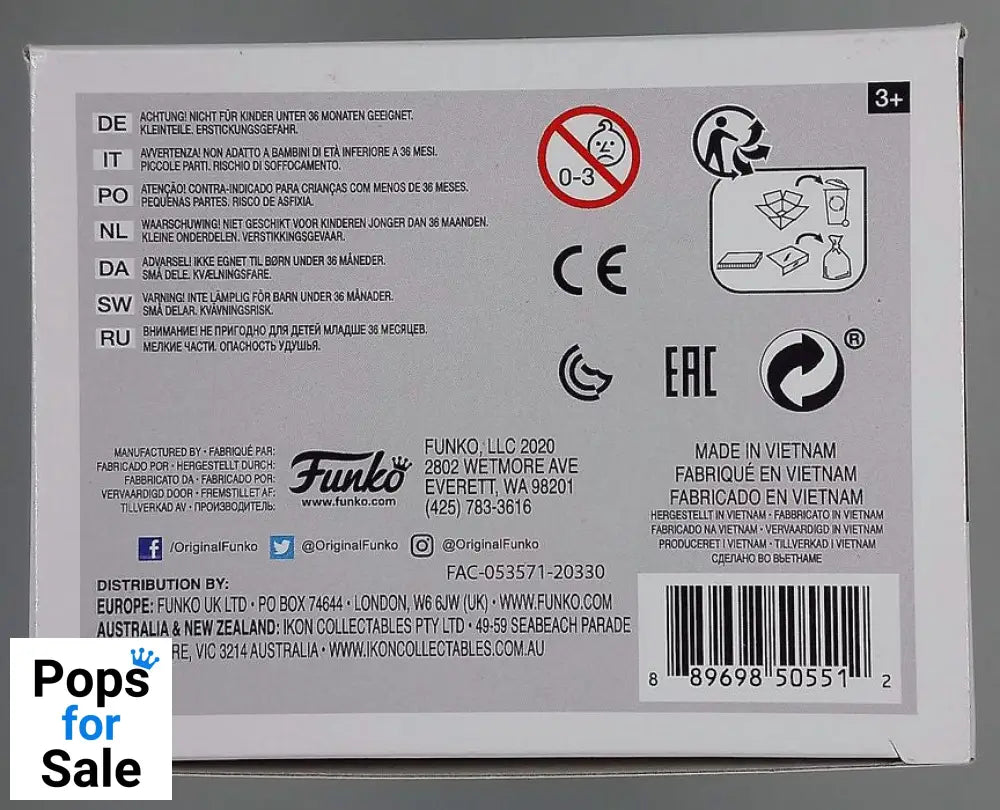 3+
DE ACHTUNG! NICHT FÜR KINDER UNTER 36 MONATEN GEEIGNET.
KLEINTEILE. ERSTICKUNGSGEFAHR.
IT AVVERTENZA! NON ADATTO A BAMBINI DI ETÀ INFERIORE A 36 MESI.
PICCOLE PARTI. RISCHIO DI SOFFOCAMENTO.
PO ATENÇÃO! CONTRA-INDICADO PARA CRIANÇAS COM MENOS DE 36 MESES.
PEQUENAS PARTES. RISCO DE ASFIXIA.
NL WAARSCHUWING! NIET GESCHIKT VOOR KINDEREN JONGER DAN 36 MAANDEN.
KLEINE ONDERDELEN. VERSTIKKINGSGEVAAR.
DA ADVARSEL! IKKE EGNET TIL BØRN UNDER 36 MÅNEDER.
SMÅ DELE. KVÆLNINGSFARE.
SW VARNING! INTE LÄMPLIG FÖR BARN UNDER 36 MÅNADER.
SMÅ DELAR. KVÄVNINGSRISK.
RU ВНИМАНИЕ! НЕ ПРИГОДНО ДЛЯ ДЕТЕЙ МЛАДШЕ 36 МЕСЯЦЕВ.
МЕЛКИЕ ЧАСТИ. ОПАСНОСТЬ УДУШЬЯ.
0-3
CE
EAC
®
MANUFACTURED BY • FABRIQUÉ PAR:
FABRICADO POR • HERGESTELLT DURCH:
FABBRICATO DA • FABRICADO POR:
VERVAARDIGD DOOR • FREMSTILLET AF:
TILLVERKAD AV • ПРОИЗВОДИТЕЛЬ:
Funko
www.funko.com
FUNKO, LLC 2020
2802 WETMORE AVE
EVERETT, WA 98201
(425) 783-3616
MADE IN VIETNAM
FABRIQUÉ EN VIETNAM
FABRICADO EN VIETNAM
HERGESTELLT IN VIETNAM • FABBRICATO IN VIETNAM
FABRICADO NA VIETNAM • VERVAARDIGD IN VIETNAM
PRODUCERET I VIETNAM • TILLVERKAD I VIETNAM
СДЕЛАНО ВО ВЬЕТНАМЕ
/OriginalFunko @OriginalFunko @OriginalFunko
FAC-053571-20330
DISTRIBUTION BY:
EUROPE: FUNKO UK LTD • PO BOX 74644 • LONDON, W6 6JW (UK) • WWW.FUNKO.COM
AUSTRALIA & NEW ZEALAND: IKON COLLECTABLES PTY LTD • 49-59 SEABEACH PARADE
RE, VIC 3214 AUSTRALIA • WWW.IKONCOLLECTABLES.COM.AU
8 89698 50551 2
Pops
for
Sale